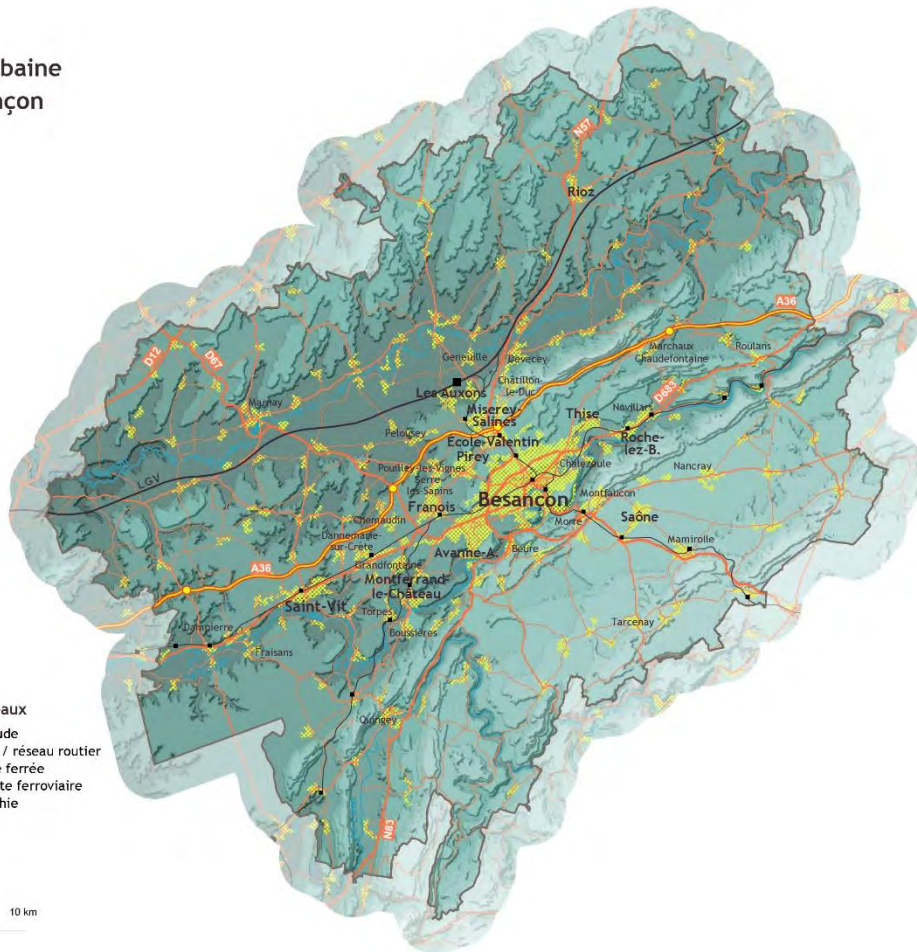 baine
nçon
N57
Rioz
A36
D12
D67
Geneuille
Devecey
Marchaux
Chaudefontaine
Roulans
Les Auxons
Châtillon
-le-Duc
D683
Marnay
Miserey-
Salines
Thise
Novillars
Pelousey
Ecole-Valentin
Pirey
Roche-
lez-B.
Pouilley-les-Vignes
Chalezeule
Nancray
LGV
Serre-
les-Sapins
Besançon
Montfaucon
Franois
Saône
Chemaudin
Morre
Dannemarie-
sur-Crète
Avanne-A.
Beure
Mamirolle
A36
Grandfontaine
Montferrand-
le-Château
Saint-Vit
Torpes
Tarcenay
Dampierre
Boussières
Fraisans
Quingey
N83
aux
ude
/ réseau routier
e ferrée
te ferroviaire
hie
10 km